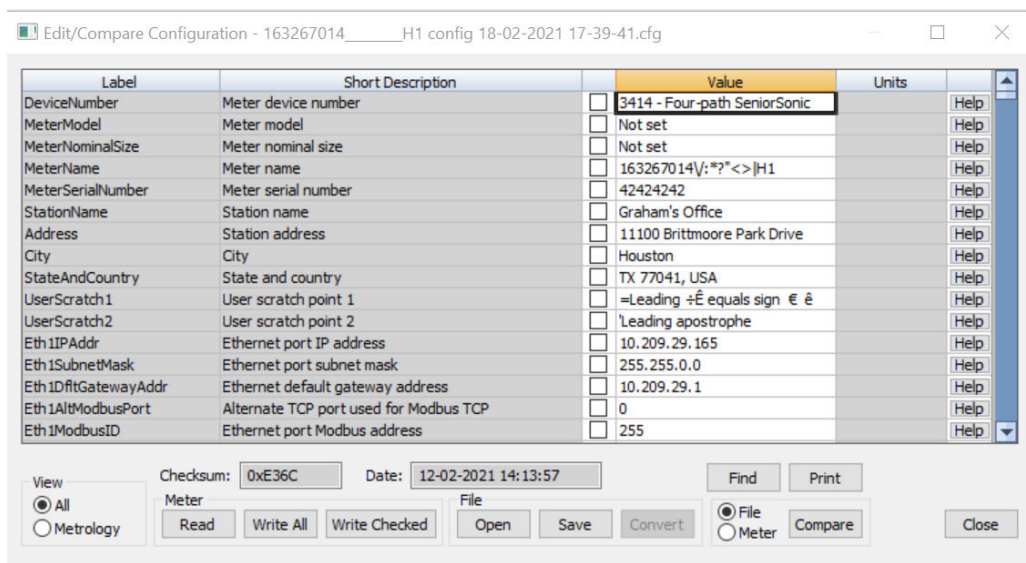 Edit/Compare Configuration - 163267014_______H1 config 18-02-2021 17-39-41.cfg
Label Short Description Value Units
DeviceNumber Meter device number 3414 - Four-path SeniorSonic Help
MeterModel Meter model Not set Help
MeterNominalSize Meter nominal size Not set Help
MeterName Meter name 163267014\/:*?"<>|H1 Help
MeterSerialNumber Meter serial number 42424242 Help
StationName Station name Graham's Office Help
Address Station address 11100 Brittmoore Park Drive Help
City City Houston Help
StateAndCountry State and country TX 77041, USA Help
UserScratch1 User scratch point 1 =Leading ÷Ê equals sign € ê Help
UserScratch2 User scratch point 2 'Leading apostrophe Help
Eth1IPAddr Ethernet port IP address 10.209.29.165 Help
Eth1SubnetMask Ethernet port subnet mask 255.255.0.0 Help
Eth1DfltGatewayAddr Ethernet default gateway address 10.209.29.1 Help
Eth1AltModbusPort Alternate TCP port used for Modbus TCP 0 Help
Eth1ModbusID Ethernet port Modbus address 255 Help
View Checksum: 0xE36C Date: 12-02-2021 14:13:57 Find Print
All Meter File File
Metrology Read Write All Write Checked Open Save Convert Meter Compare Close